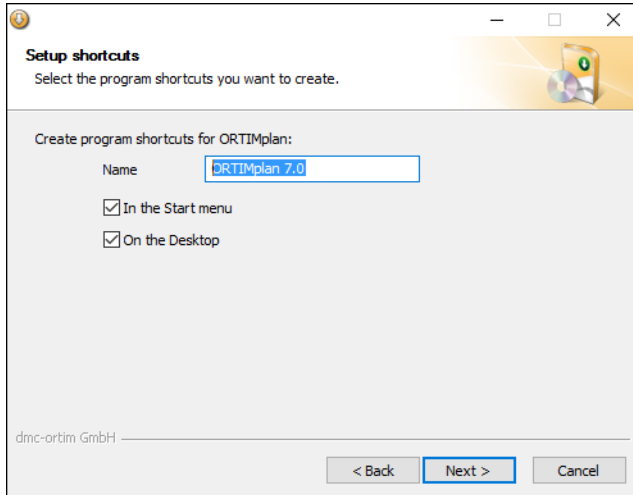 Setup shortcuts
Select the program shortcuts you want to create.
Create program shortcuts for ORTIMplan:
Name ORTIMplan 7.0
In the Start menu
On the Desktop
dmc-ortim GmbH
< Back Next > Cancel